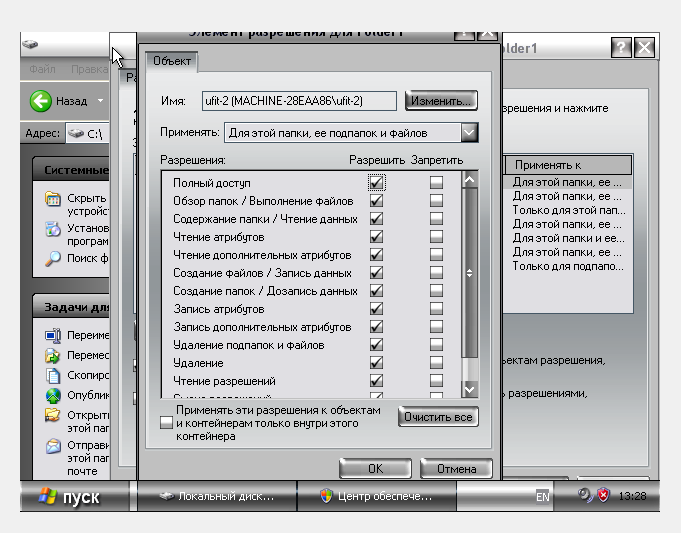 Элемент разрешения для Folder1
older1
Объект
Файл Правка
Назад
Имя: ufit-2 (MACHINE-28EAA86\ufit-2) Изменить...
зрешения и нажмите
Адрес: C:\
Применять: Для этой папки, ее подпапок и файлов
Разрешения: Разрешить Запретить
Применять к
Системные
Полный доступ
Для этой папки, ее ...
Скрыть
Обзор папок / Выполнение файлов
Для этой папки, ее ...
устройст
Содержание папки / Чтение данных
Только для этой пап...
Установ
програм
Чтение атрибутов
Для этой папки, ее ...
Для этой папки и ее...
Чтение дополнительных атрибутов
Для этой папки, ее ...
Поиск ф
Создание файлов / Запись данных
Только для подпапо...
Создание папок / Дозапись данных
Задачи для
Запись атрибутов
Запись дополнительных атрибутов
Переиме
Удаление подпапок и файлов
Перемес
Удаление
ъектам разрешения,
Скопиро
Чтение разрешений
Опублик
разрешениями,
Открыть
этой пап
Применять эти разрешения к объектам
и контейнерам только внутри этого
контейнера
Очистить все
Отправи
этой пап
почте
OK Отмена
пуск Локальный диск... Центр обеспече... EN 13:28